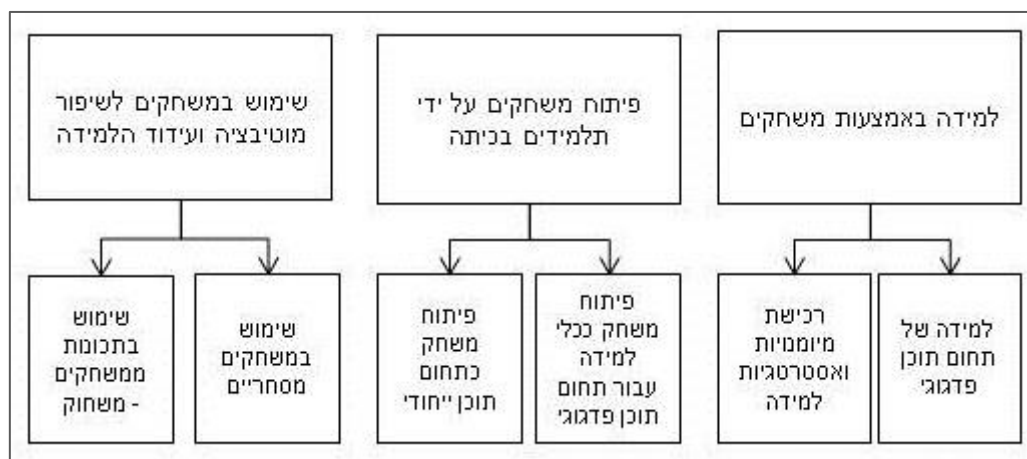 למידה באמצעות משחקים
פיתוח משחקים על ידי
תלמידים בכיתה
שימוש במשחקים לשיפור
מוטיבציה ועידוד הלמידה
למידה של
תחום תוכן
פדגוגי
רכישת
מיומנויות
ואסטרטגיות
למידה
פיתוח
משחק ככלי
למידה
עבור תחום
תוכן פדגוגי
פיתוח
משחק
כתחום
תוכן ייחודי
שימוש
במשחקים
מסחריים
שימוש
בתכונות
ממשחקים
- משחוק